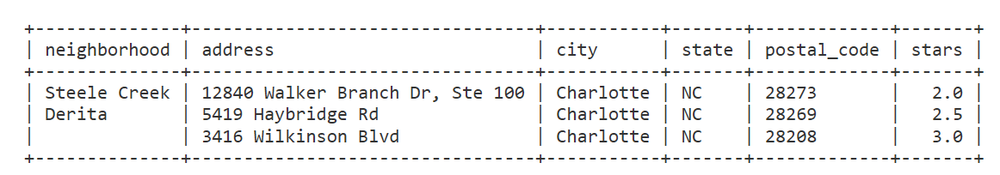 +--------------+---------------------------------+-----------+-------+-------------+-------+
| neighborhood | address                         | city      | state | postal_code | stars |
+--------------+---------------------------------+-----------+-------+-------------+-------+
| Steele Creek | 12840 Walker Branch Dr, Ste 100 | Charlotte | NC    | 28273       |   2.0 |
| Derita       | 5419 Haybridge Rd               | Charlotte | NC    | 28269       |   2.5 |
|              | 3416 Wilkinson Blvd             | Charlotte | NC    | 28208       |   3.0 |
+--------------+---------------------------------+-----------+-------+-------------+-------+